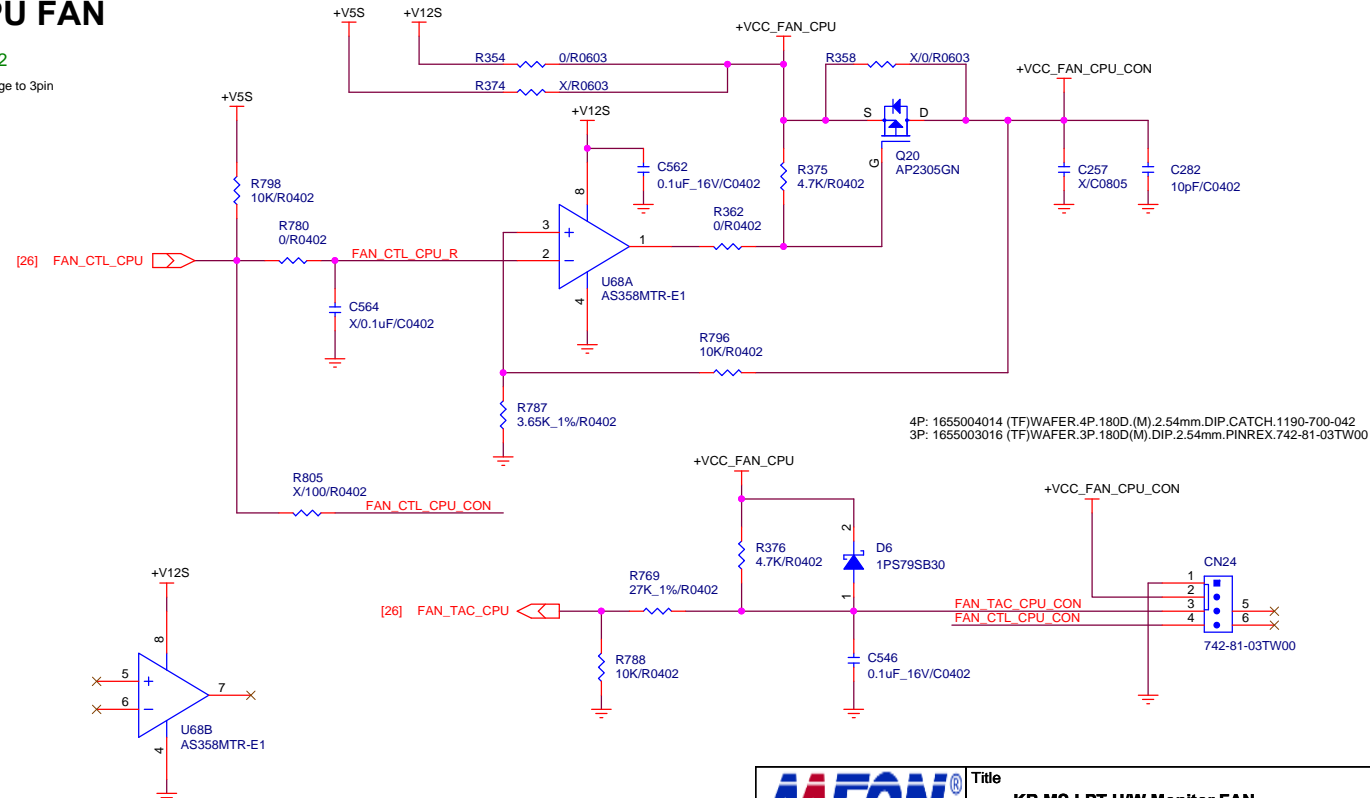 PU FAN
2
ge to 3pin
+V5S
+V12S
+VCC_FAN_CPU
R354
0/R0603
R374
X/R0603
R358
X/0/R0603
+VCC_FAN_CPU_CON
+V5S
+V12S
S
D
G
Q20
AP2305GN
C562
0.1uF_16V/C0402
R375
4.7K/R0402
C257
X/C0805
C282
10pF/C0402
R798
10K/R0402
8
R362
0/R0402
R780
0/R0402
3
+
1
[26] FAN_CTL_CPU
FAN_CTL_CPU_R
2
−
U68A
AS358MTR-E1
4
C564
X/0.1uF/C0402
R796
10K/R0402
R787
3.65K_1%/R0402
4P: 1655004014 (TF)WAFER.4P.180D.(M).2.54mm.DIP.CATCH.1190-700-042
3P: 1655003016 (TF)WAFER.3P.180D(M).DIP.2.54mm.PINREX.742-81-03TW00
+VCC_FAN_CPU
R805
X/100/R0402
FAN_CTL_CPU_CON
+VCC_FAN_CPU_CON
2
R376
4.7K/R0402
D6
1PS79SB30
1
CN24
+V12S
R769
27K_1%/R0402
1
2
3
4
5
6
[26] FAN_TAC_CPU
FAN_TAC_CPU_CON
FAN_CTL_CPU_CON
742-81-03TW00
R788
10K/R0402
C546
0.1uF_16V/C0402
8
5
+
7
6
−
U68B
AS358MTR-E1
4
®
Title